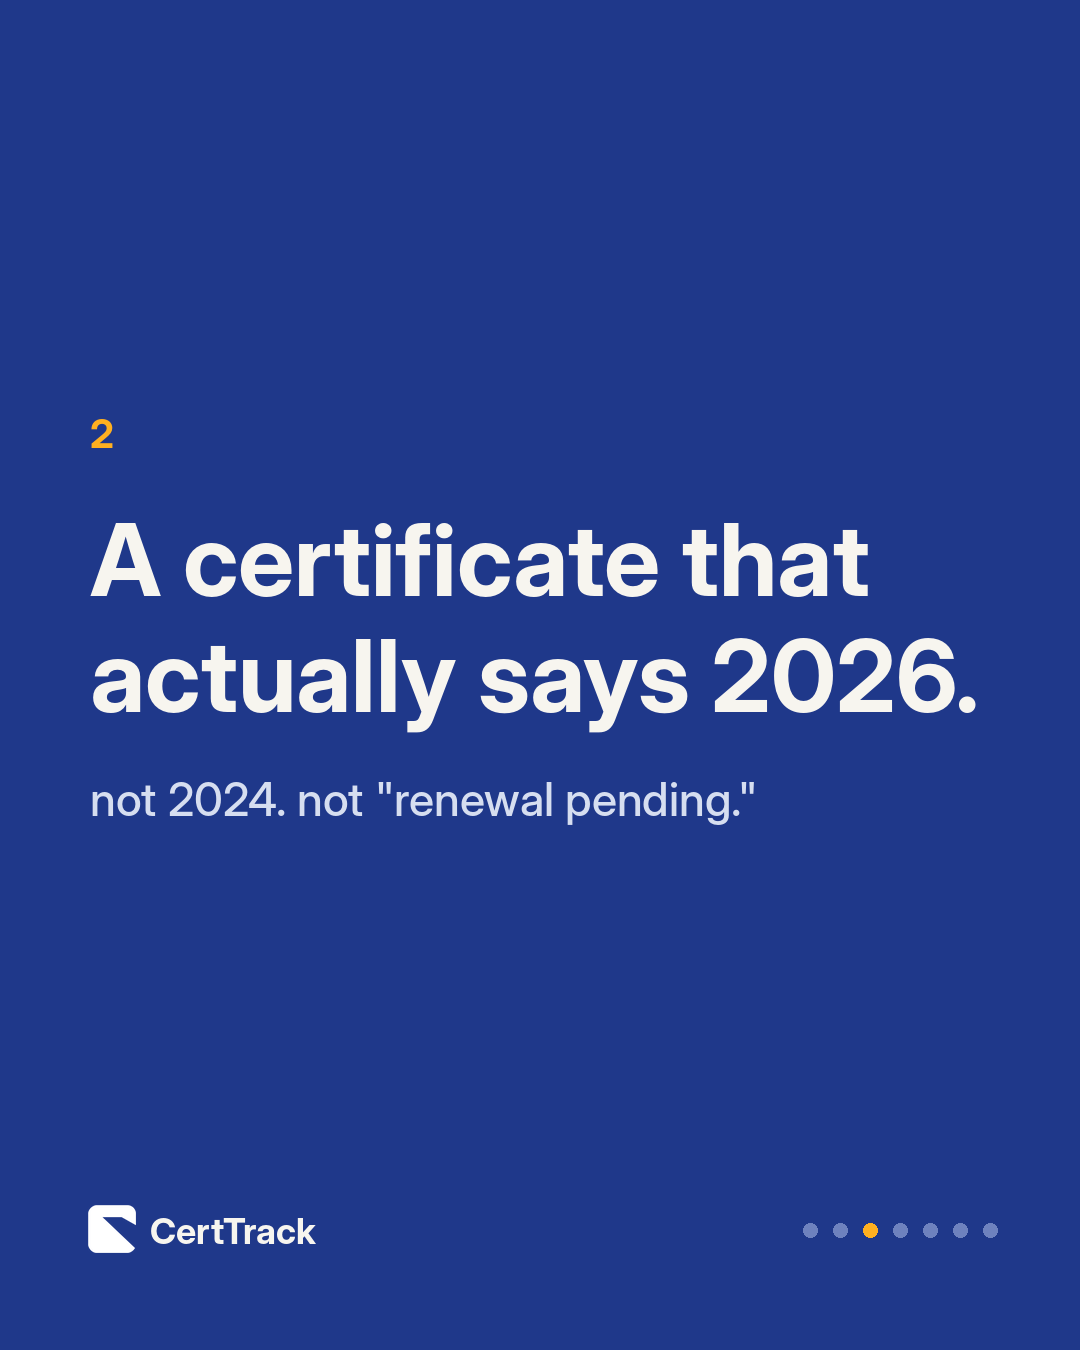 2
A certificate that
actually says 2026.
not 2024. not "renewal pending."
CertTrack